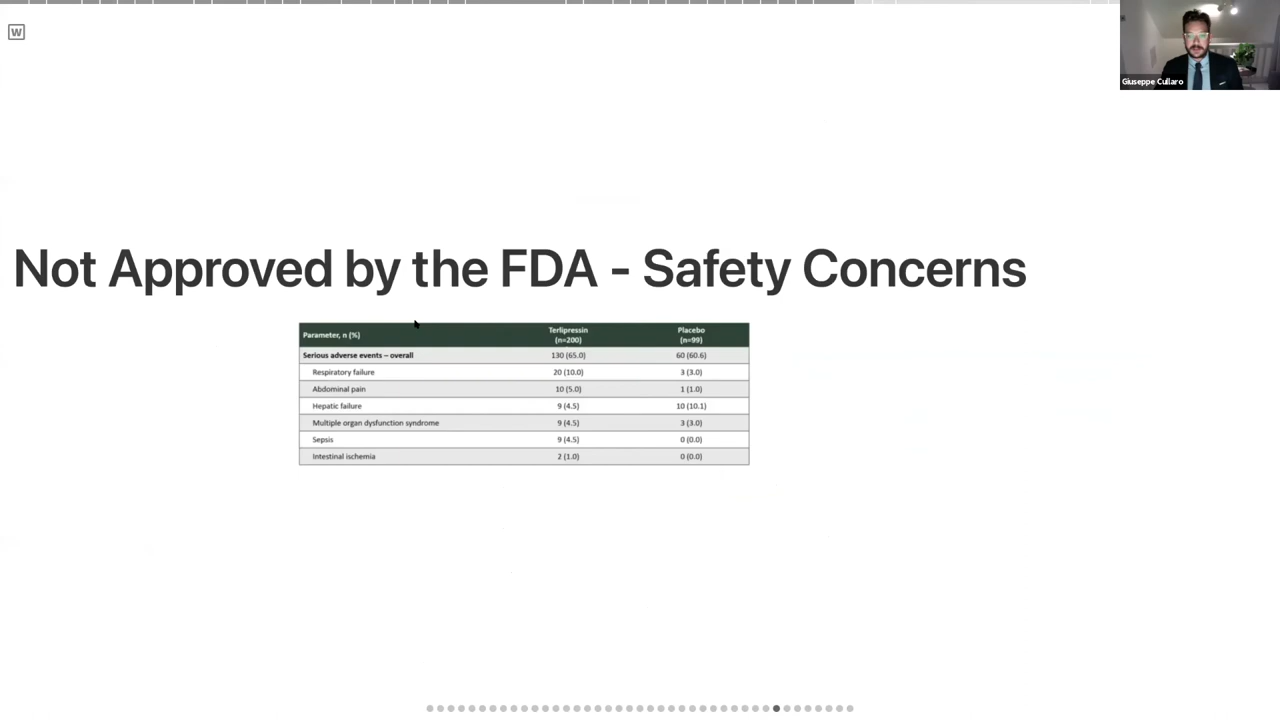 W
Giuseppe Cullaro
Not Approved by the FDA - Safety Concerns
Parameter, n (%) Terlipressin (n=200) Placebo (n=99)
Serious adverse events – overall 130 (65.0) 60 (60.6)
Respiratory failure 20 (10.0) 3 (3.0)
Abdominal pain 10 (5.0) 1 (1.0)
Hepatic failure 9 (4.5) 10 (10.1)
Multiple organ dysfunction syndrome 9 (4.5) 3 (3.0)
Sepsis 9 (4.5) 0 (0.0)
Intestinal ischemia 2 (1.0) 0 (0.0)